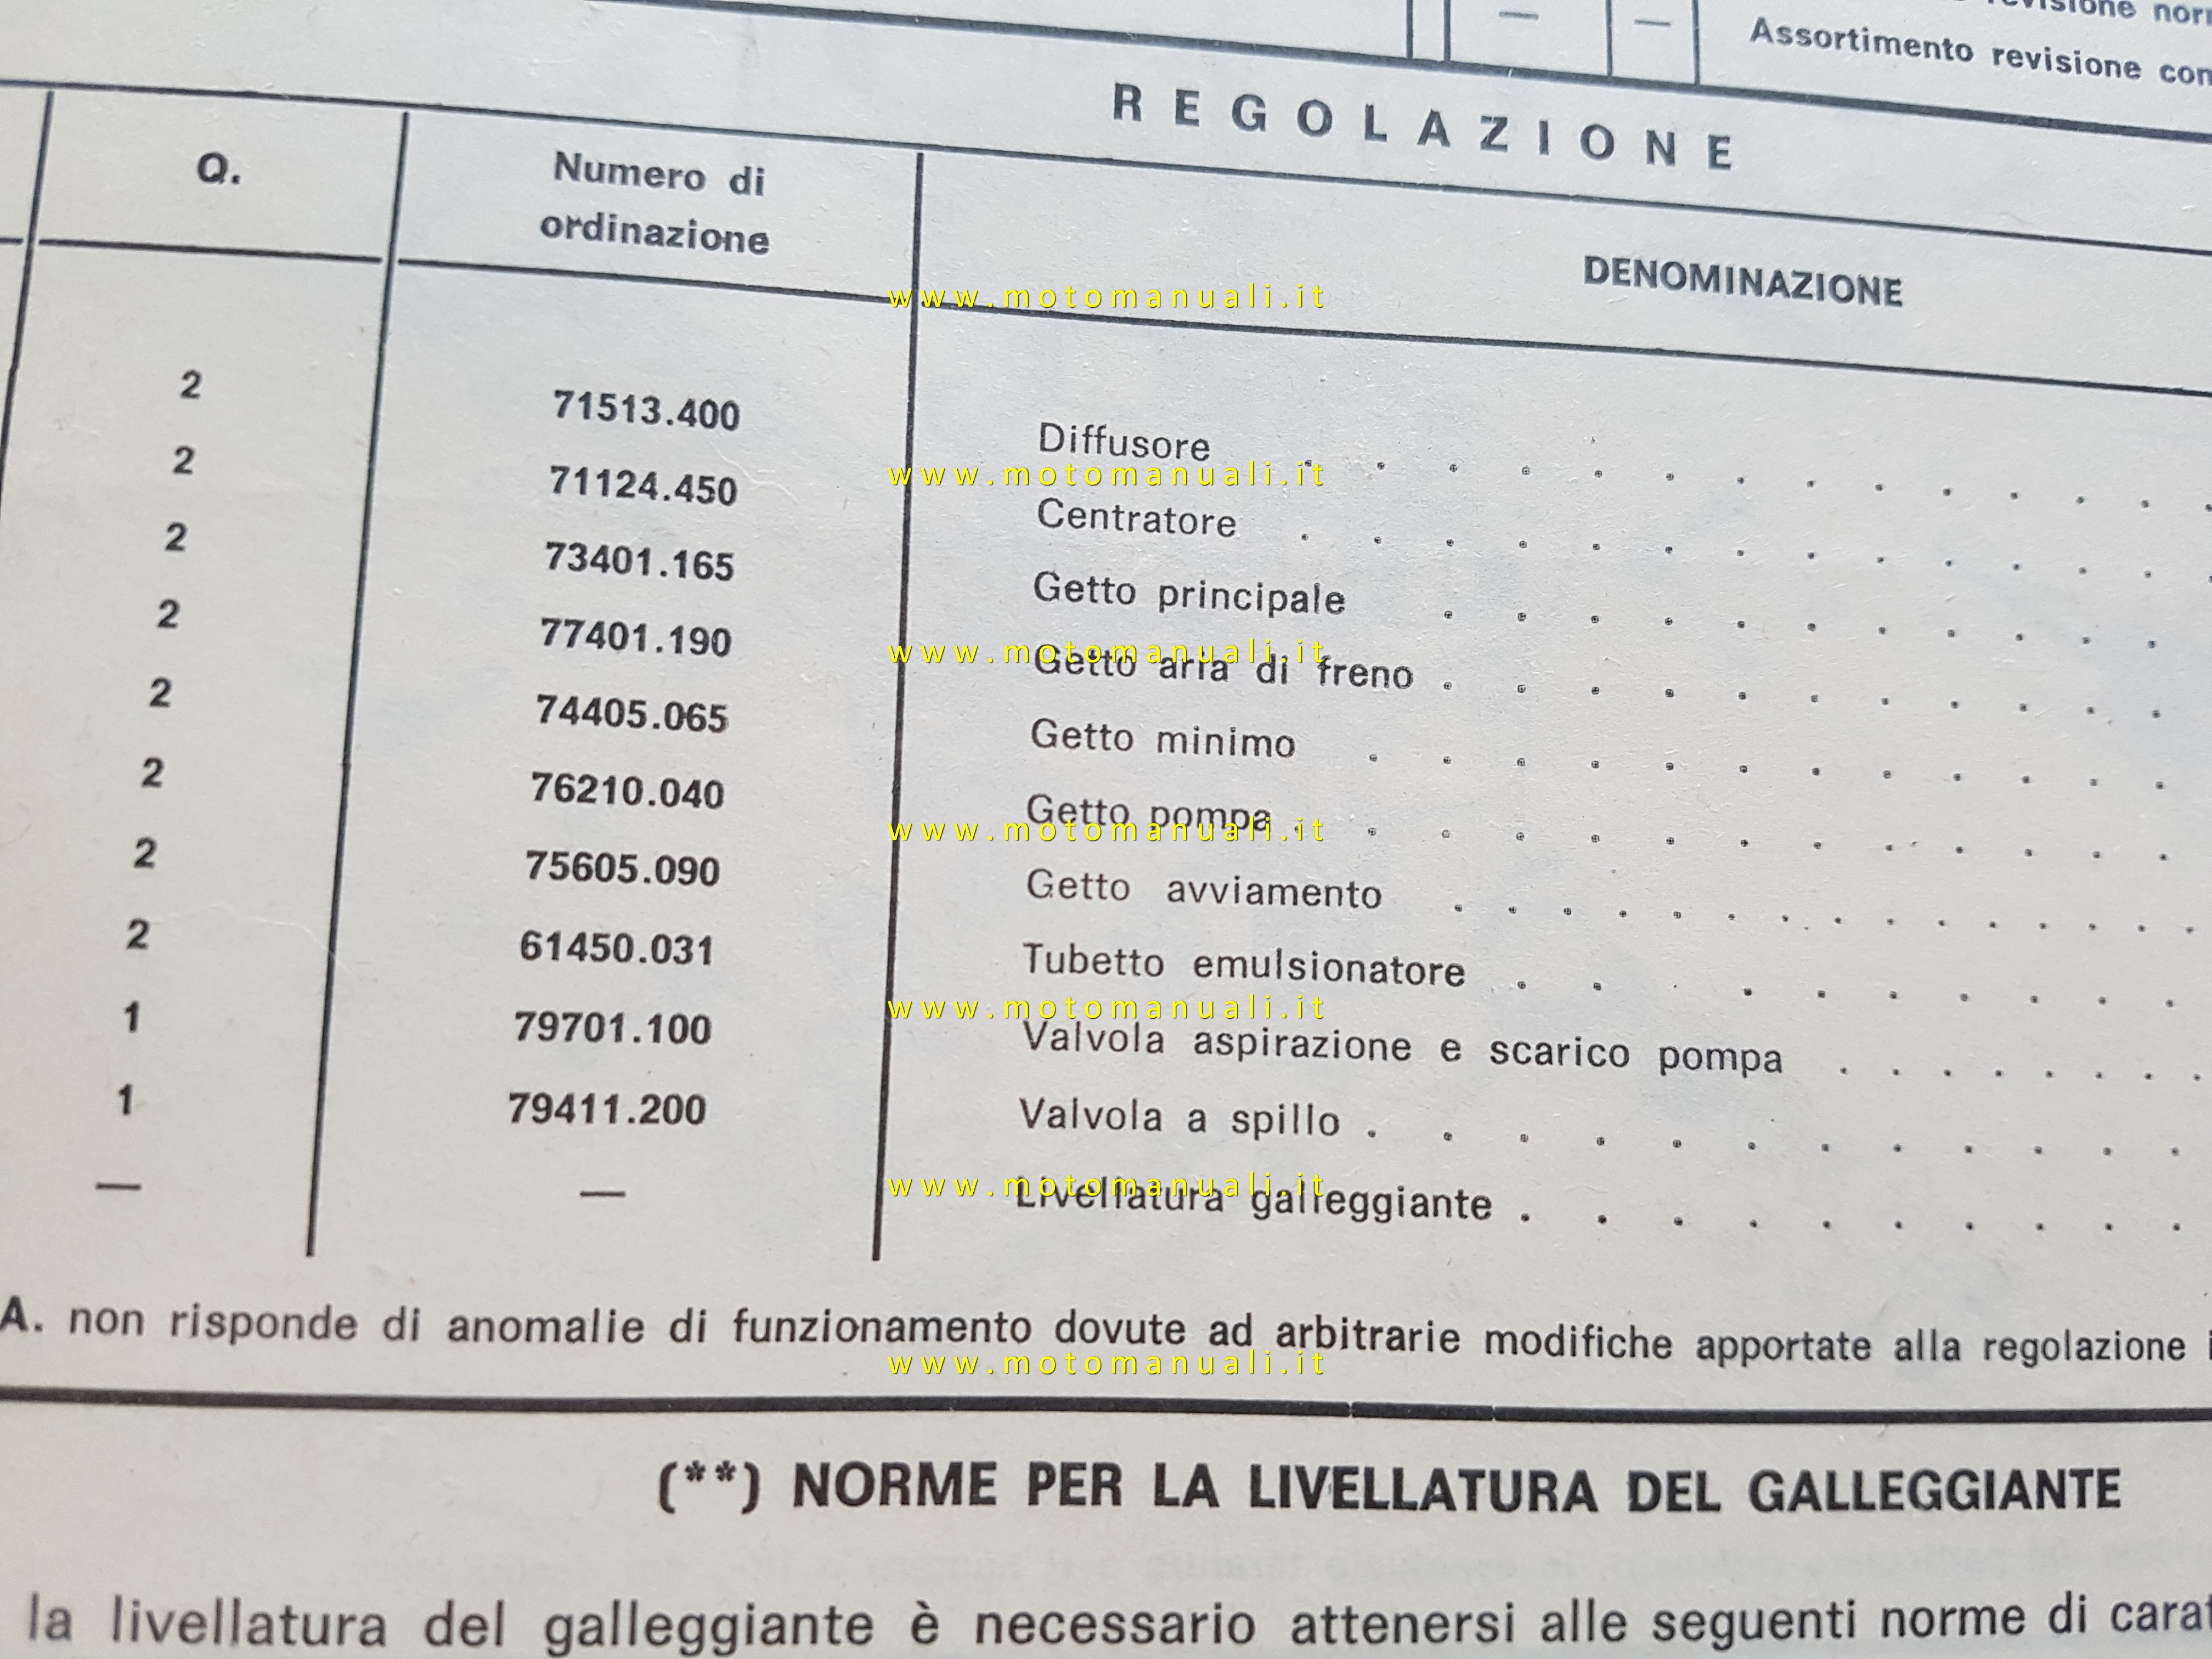 — — revisione
Assortimento revisione
REGOLAZIONE
Q. Numero di ordinazione DENOMINAZIONE
www.motomanuali.it
2 71513.400 Diffusore
www.motomanuali.it
2 71124.450 Centratore
2 73401.165 Getto principale
2 77401.190 Getto aria di freno
www.motomanuali.it
2 74405.065 Getto minimo
2 76210.040 Getto pompa
www.motomanuali.it
2 75605.090 Getto avviamento
2 61450.031 Tubetto emulsionatore
www.motomanuali.it
1 79701.100 Valvola aspirazione e scarico pompa
1 79411.200 Valvola a spillo
— — Livellatura galleggiante
www.motomanuali.it
A. non risponde di anomalie di funzionamento dovute ad arbitrarie modifiche apportate alla regolazione
www.motomanuali.it
(**) NORME PER LA LIVELLATURA DEL GALLEGGIANTE
la livellatura del galleggiante è necessario attenersi alle seguenti norme di